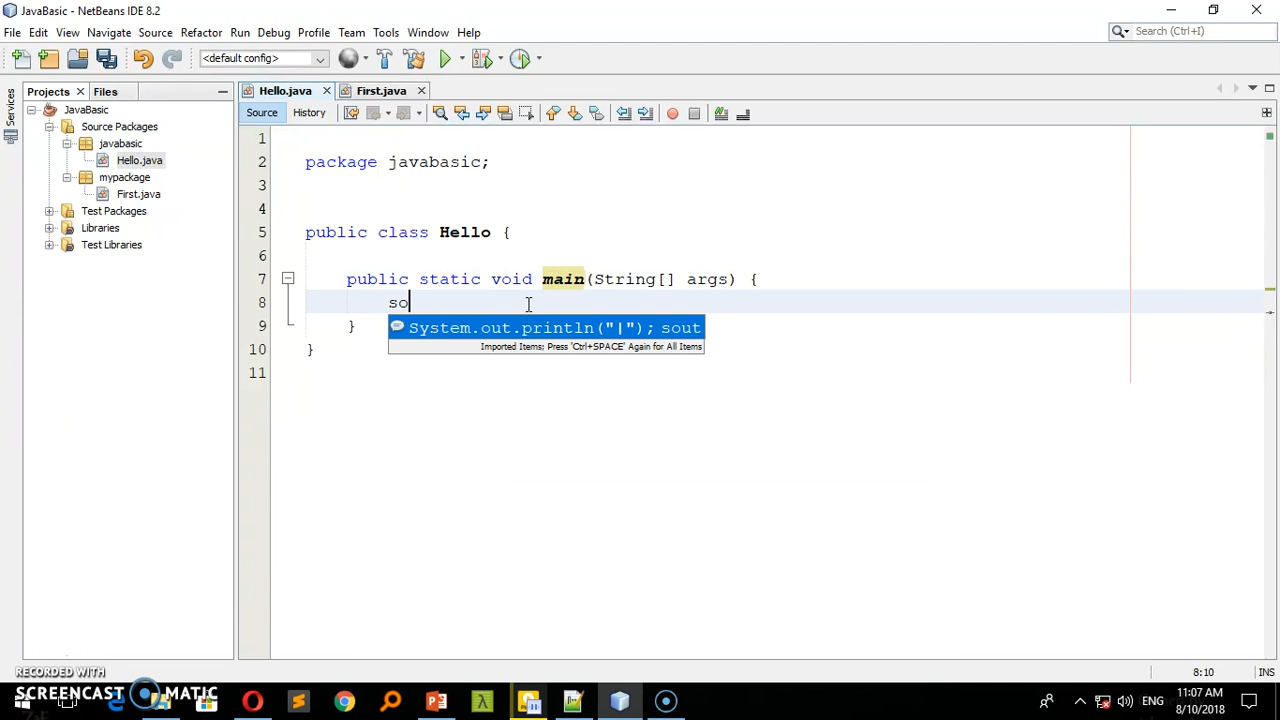 JavaBasic - NetBeans IDE 8.2
File Edit View Navigate Source Refactor Run Debug Profile Team Tools Window Help
Search (Ctrl+I)
<default config>
Services
Projects Files
Hello.java First.java
Source History
JavaBasic
Source Packages
javabasic
Hello.java
mypackage
First.java
Test Packages
Libraries
Test Libraries
1
2 package javabasic;
3
4
5 public class Hello {
6
7 public static void main(String[] args) {
8 so
System.out.println("|"); sout
Imported Items; Press 'Ctrl+SPACE' Again for All Items
9 }
10 }
11
8:10 INS
RECORDED WITH
SCREENCAST MATIC
ENG
11:07 AM
8/10/2018